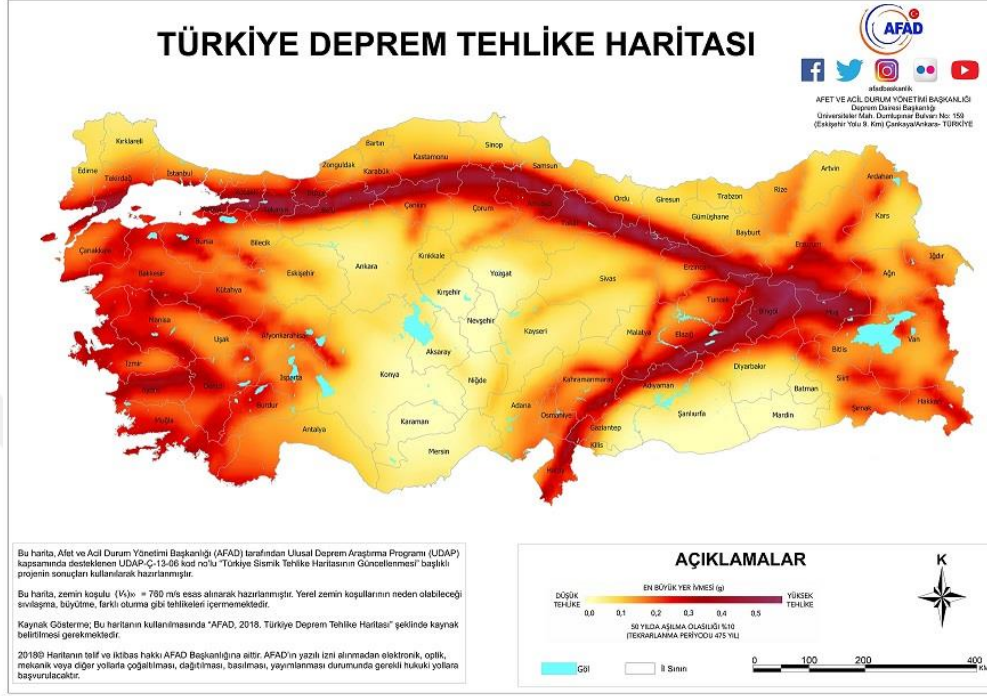 TÜRKİYE DEPREM TEHLİKE HARİTASI
AFAD
afadbaskanlik
AFET VE ACİL DURUM YÖNETİMİ BAŞKANLIĞI
Deprem Dairesi Başkanlığı
Üniversiteler Mah. Dumlupınar Bulvarı No: 159
(Eskişehir Yolu 9. Km) Çankaya/Ankara- TÜRKİYE
Kırklareli
Edirne
Tekirdağ
İstanbul
Zonguldak
Bartın
Karabük
Kastamonu
Sinop
Samsun
Çankırı
Çorum
Ordu
Giresun
Trabzon
Rize
Artvin
Ardahan
Kars
Gümüşhane
Bayburt
Erzurum
Iğdır
Ağrı
Çanakkale
Bursa
Bilecik
Balıkesir
Eskişehir
Kütahya
Ankara
Kırıkkale
Yozgat
Kırşehir
Sivas
Erzincan
Tunceli
Bingöl
Muş
Van
Bitlis
Manisa
Uşak
Afyonkarahisar
Nevşehir
Kayseri
Malatya
Elazığ
İzmir
Aydın
Denizli
Isparta
Aksaray
Konya
Niğde
Kahramanmaraş
Adıyaman
Diyarbakır
Batman
Siirt
Hakkari
Şırnak
Muğla
Burdur
Antalya
Karaman
Mersin
Adana
Osmaniye
Gaziantep
Kilis
Hatay
Şanlıurfa
Mardin
Bu harita, Afet ve Acil Durum Yönetimi Başkanlığı (AFAD) tarafından Ulusal Deprem Araştırma Programı (UDAP)
kapsamında desteklenen UDAP-Ç-13-06 kod no'lu "Türkiye Sismik Tehlike Haritasının Güncellenmesi" başlıklı
projenin sonuçları kullanılarak hazırlanmıştır.
Bu harita, zemin koşulu (Vs)30 = 760 m/s esas alınarak hazırlanmıştır. Yerel zemin koşullarının neden olabileceği
sıvılaşma, büyütme, farklı oturma gibi tehlikeleri içermemektedir.
Kaynak Gösterme; Bu haritanın kullanılmasında "AFAD, 2018. Türkiye Deprem Tehlike Haritası" şeklinde kaynak
belirtilmesi gerekmektedir.
2018© Haritanın telif ve iktibas hakkı AFAD Başkanlığına aittir. AFAD'ın yazılı izni alınmadan elektronik, optik,
mekanik veya diğer yollarla çoğaltılması, dağıtılması, basılması, yayımlanması durumunda gerekli hukuki yollara
başvurulacaktır.
AÇIKLAMALAR
EN BÜYÜK YER İVMESİ (g)
DÜŞÜK TEHLİKE
YÜKSEK TEHLİKE
0,0 0,1 0,2 0,3 0,4 0,5
50 YILDA AŞILMA OLASILIĞI %10
(TEKRARLANMA PERİYODU 475 YIL)
Göl
İl Sınırı
K
0 100 200 400
KM